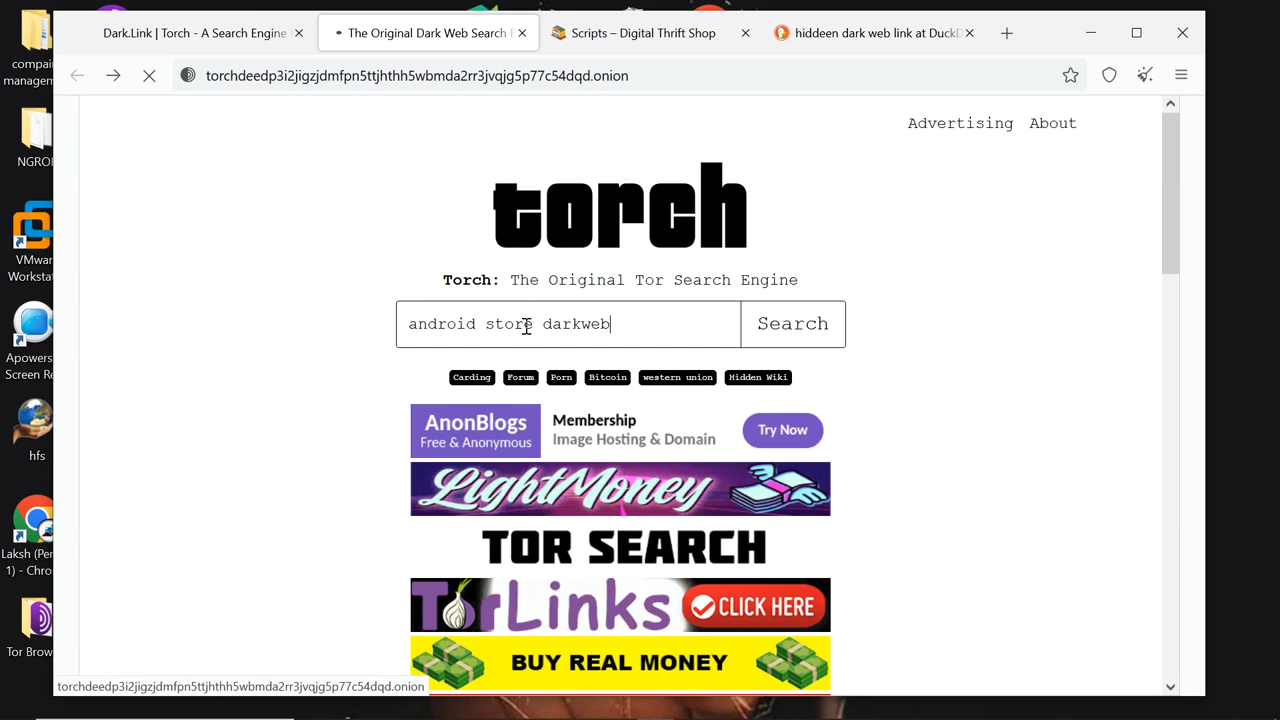 compain
managem...
NGRO
VMware
Workstat...
Apowers
Screen Re
hfs
Laksh (Per
1) - Chro
Tor Brows
Dark.Link | Torch - A Search Engine
The Original Dark Web Search E
Scripts – Digital Thrift Shop
hiddeen dark web link at DuckD
torchdeedp3i2jigzjdmfpn5ttjhthh5wbmda2rr3jvqjg5p77c54dqd.onion
Advertising About
torch
Torch: The Original Tor Search Engine
android store darkweb
Search
Carding Forum Porn Bitcoin western union Hidden Wiki
AnonBlogs
Free & Anonymous
Membership
Image Hosting & Domain
Try Now
LightMoney
TOR SEARCH
TorLinks
CLICK HERE
BUY REAL MONEY
torchdeedp3i2jigzjdmfpn5ttjhthh5wbmda2rr3jvqjg5p77c54dqd.onion